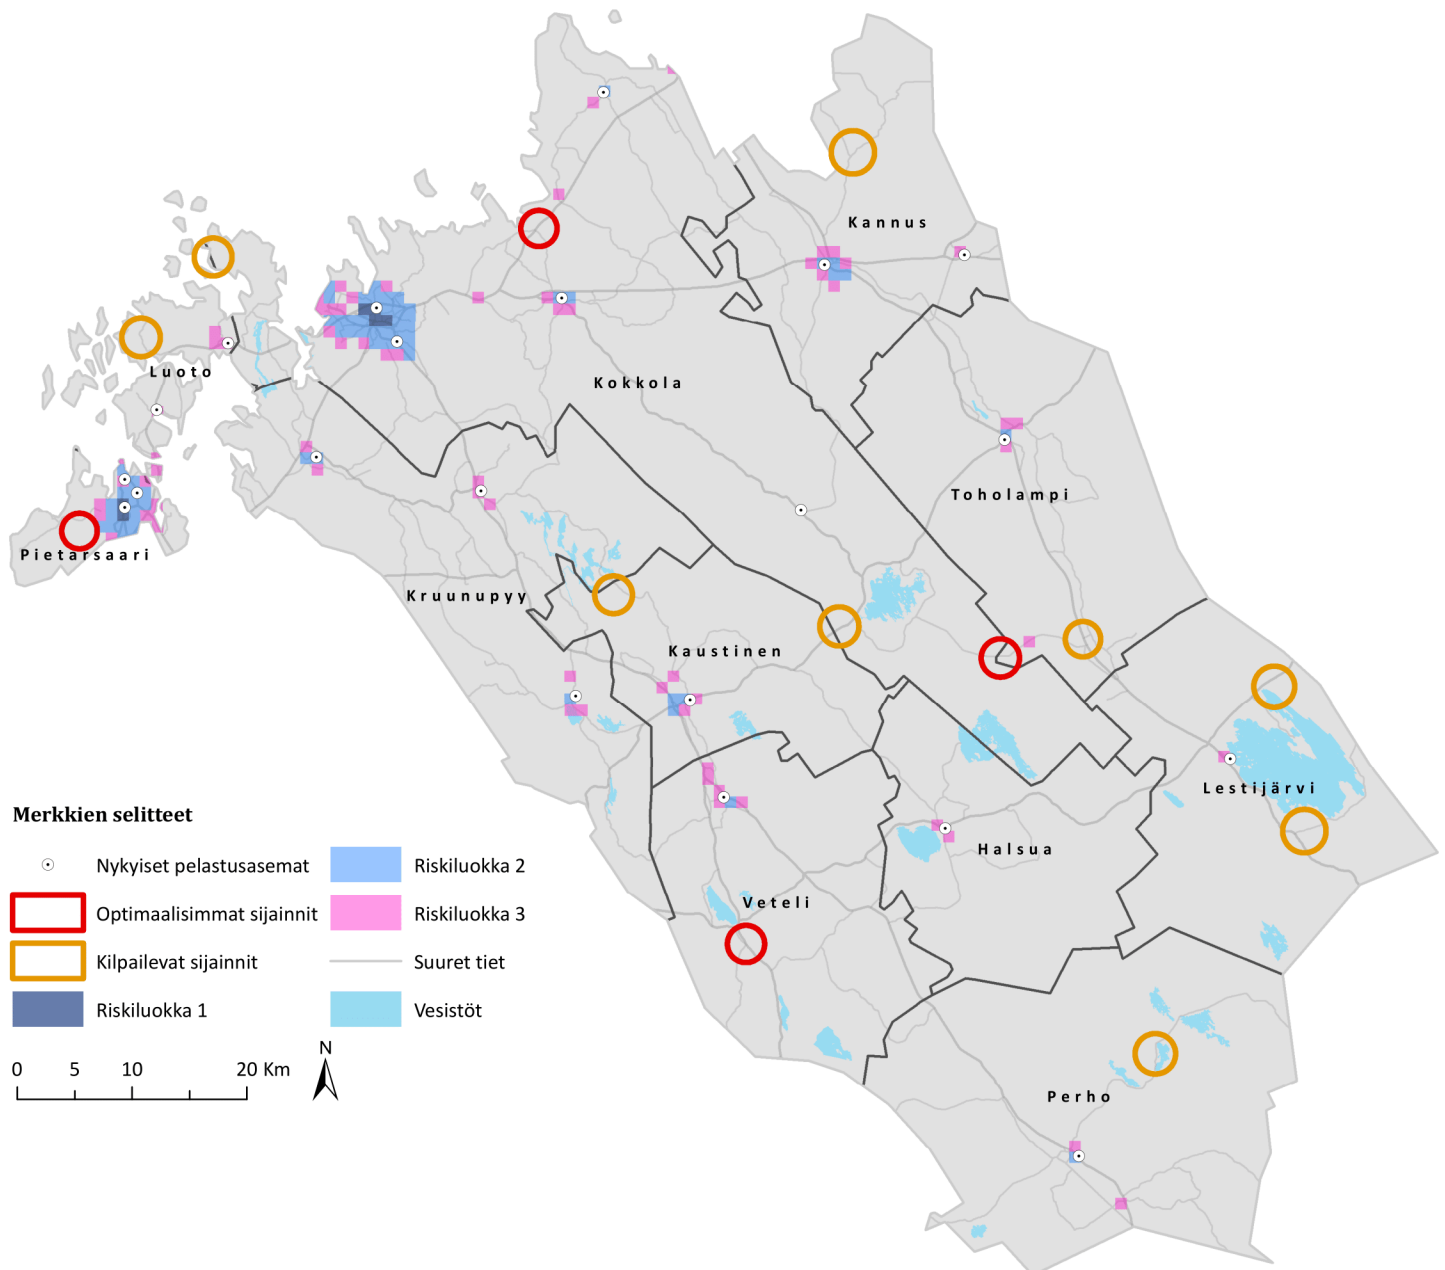 Kannus
Luoto
Kokkola
Toholampi
Pietarsaari
Kruunupyy
Kaustinen
Lestijärvi
Halsua
Veteli
Perho
Merkkien selitteet
Nykyiset pelastusasemat
Optimaalisimmat sijainnit
Kilpailevat sijainnit
Riskiluokka 1
Riskiluokka 2
Riskiluokka 3
Suuret tiet
Vesistöt
0 5 10 20 Km
N